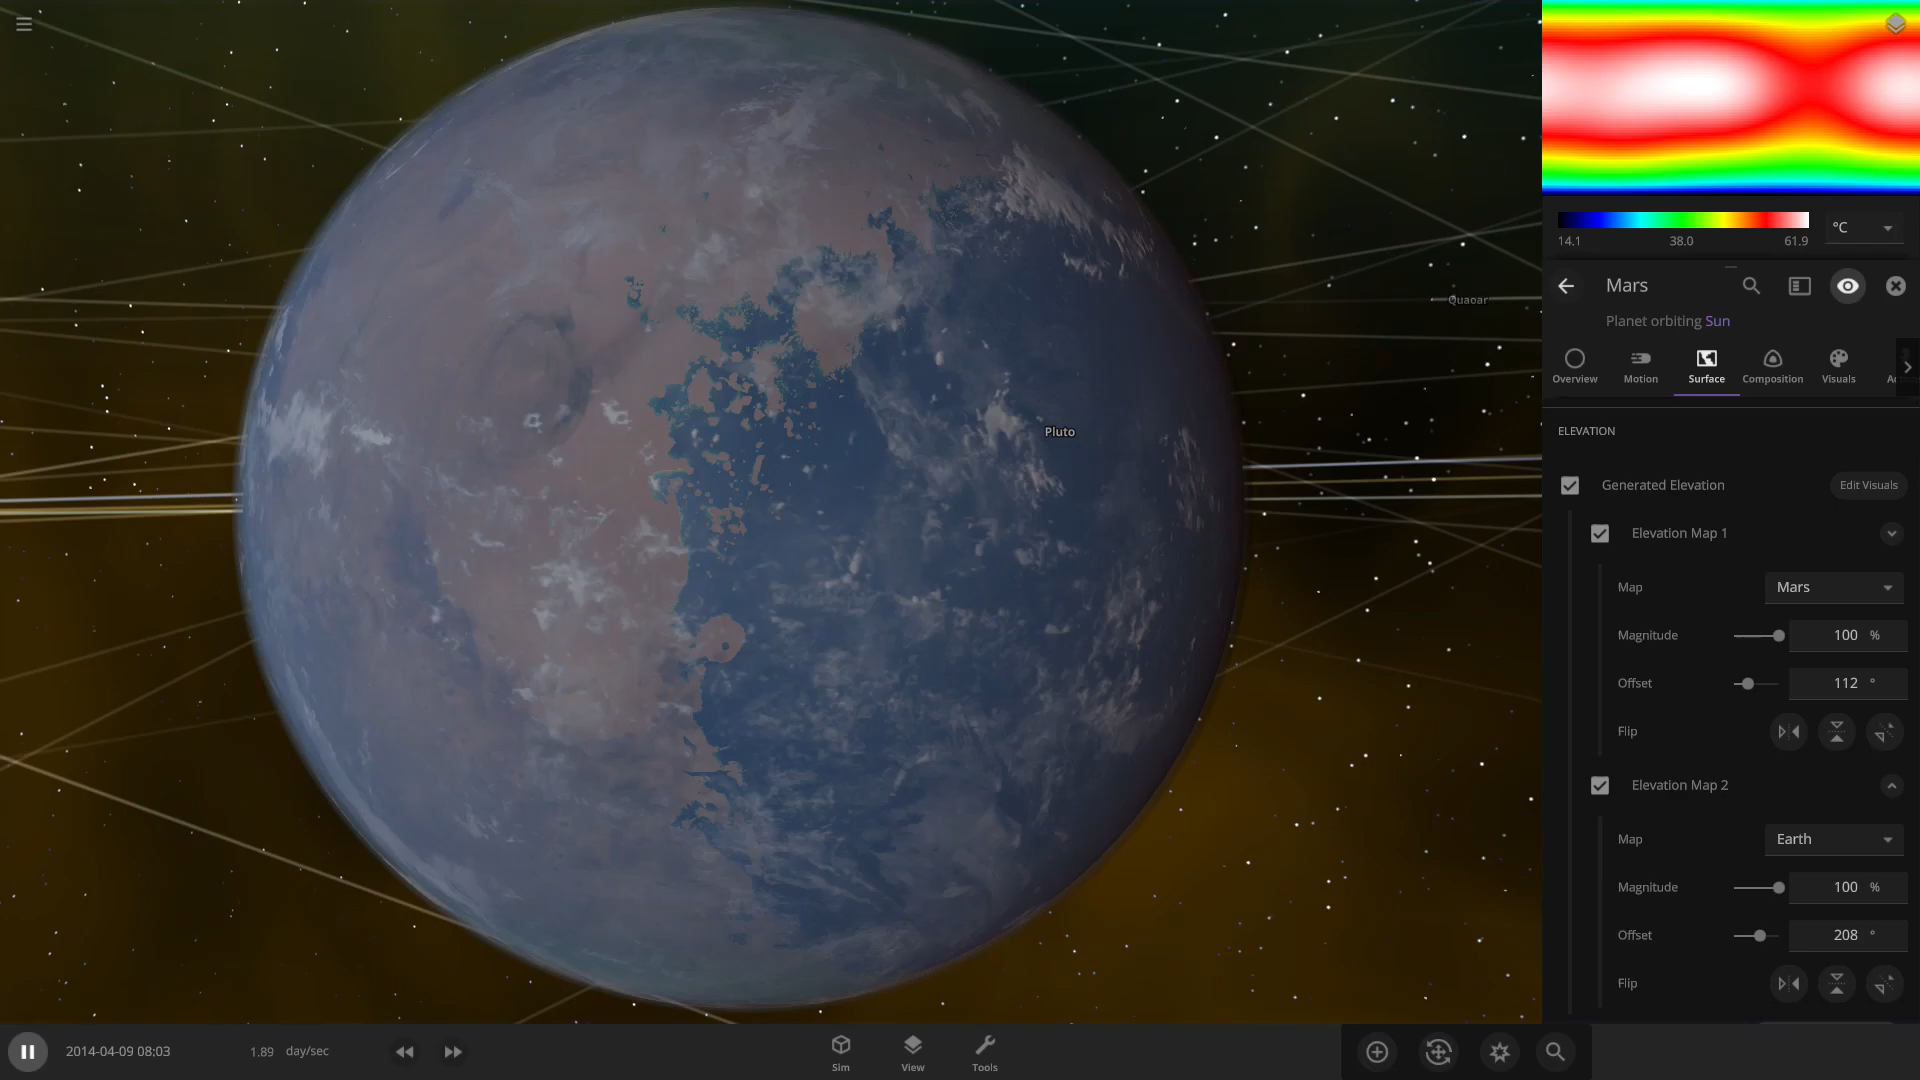 °C
14.1 38.0 61.9
Mars
Planet orbiting Sun
Quaoar
Overview Motion Surface Composition Visuals
Pluto
ELEVATION
Generated Elevation Edit Visuals
Elevation Map 1
Map Mars
Magnitude 100 %
Offset 112 °
Flip
Elevation Map 2
Map Earth
Magnitude 100 %
Offset 208 °
Flip
2014-04-09 08:03 1.89 day/sec
Sim View Tools